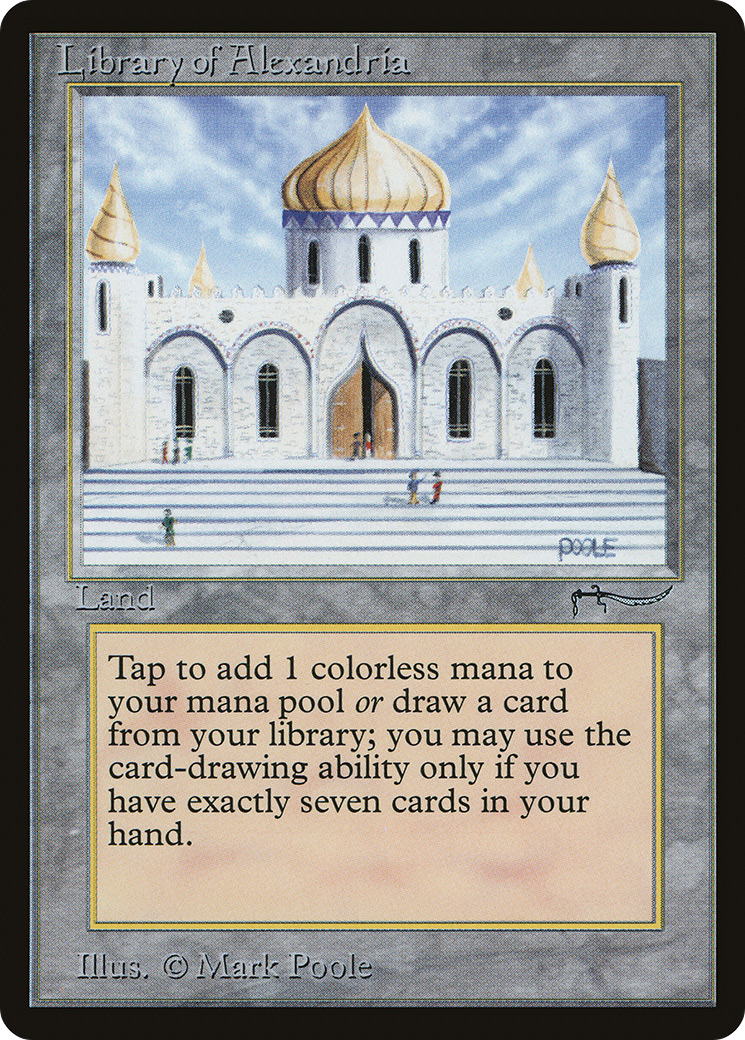 Library of Alexandria
POOLE
Land
Tap to add 1 colorless mana to
your mana pool or draw a card
from your library; you may use the
card-drawing ability only if you
have exactly seven cards in your
hand.
Illus. © Mark Poole